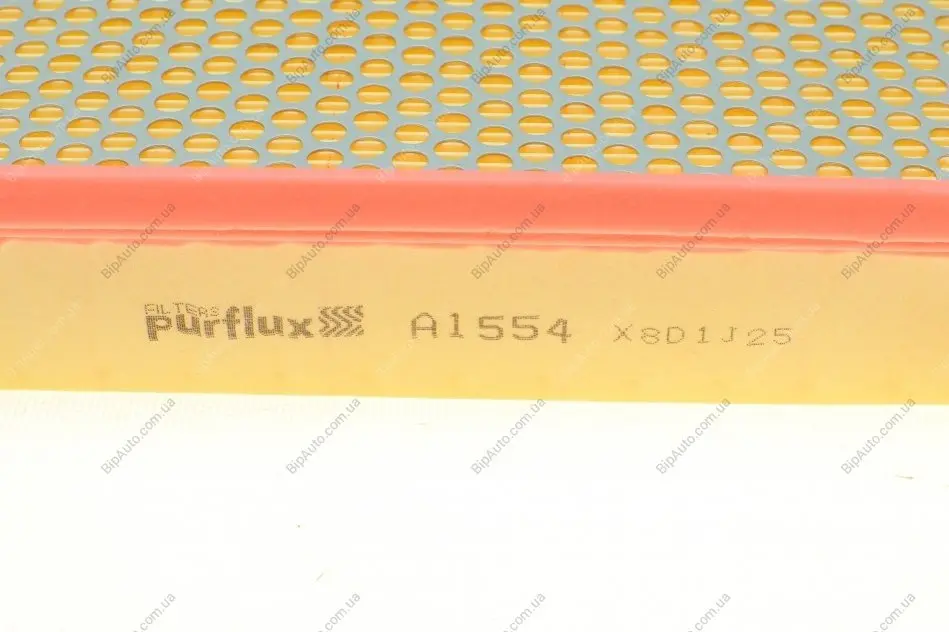 FILTERS
purflux A1554 X8D1J25
BipAuto.com.ua